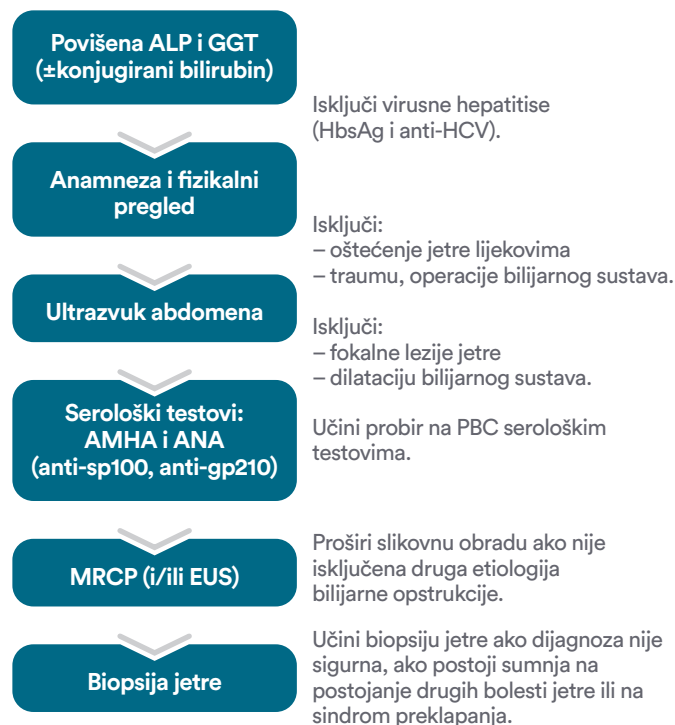 Povišena ALP i GGT
(±konjugirani bilirubin)
Isključi virusne hepatitise
(HbsAg i anti-HCV).
Anamneza i fizikalni
pregled
Isključi:
– oštećenje jetre lijekovima
– traumu, operacije bilijarnog sustava.
Ultrazvuk abdomena
Isključi:
– fokalne lezije jetre
– dilataciju bilijarnog sustava.
Serološki testovi:
AMHA i ANA
(anti-sp100, anti-gp210)
Učini probir na PBC serološkim
testovima.
MRCP (i/ili EUS)
Proširi slikovnu obradu ako nije
isključena druga etiologija
bilijarne opstrukcije.
Biopsija jetre
Učini biopsiju jetre ako dijagnoza nije
sigurna, ako postoji sumnja na
postojanje drugih bolesti jetre ili na
sindrom preklapanja.